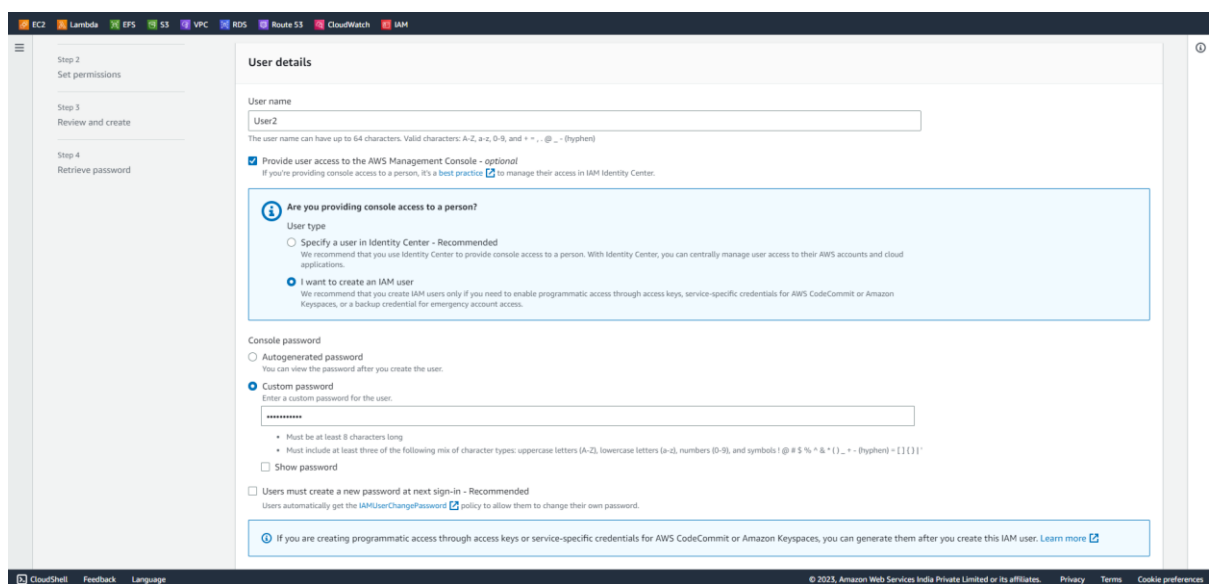 EC2 Lambda EFS S3 VPC RDS Route 53 CloudWatch IAM
Step 2
Set permissions
Step 3
Review and create
Step 4
Retrieve password
User details
User name
User2
The user name can have up to 64 characters. Valid characters: A-Z, a-z, 0-9, and + = , . @ _ - (hyphen)
Provide user access to the AWS Management Console - optional
If you're providing console access to a person, it's a best practice to manage their access in IAM Identity Center.
Are you providing console access to a person?
User type
Specify a user in Identity Center - Recommended
We recommend that you use Identity Center to provide console access to a person. With Identity Center, you can centrally manage user access to their AWS accounts and cloud
applications.
I want to create an IAM user
We recommend that you create IAM users only if you need to enable programmatic access through access keys, service-specific credentials for AWS CodeCommit or Amazon
Keyspaces, or a backup credential for emergency account access.
Console password
Autogenerated password
You can view the password after you create the user.
Custom password
Enter a custom password for the user.
•••••••••••
• Must be at least 8 characters long
• Must include at least three of the following mix of character types: uppercase letters (A-Z), lowercase letters (a-z), numbers (0-9), and symbols ! @ # $ % ^ & * ( ) _ + - (hyphen) = [ ] { } | '
Show password
Users must create a new password at next sign-in - Recommended
Users automatically get the IAMUserChangePassword policy to allow them to change their own password.
If you are creating programmatic access through access keys or service-specific credentials for AWS CodeCommit or Amazon Keyspaces, you can generate them after you create this IAM user. Learn more
CloudShell Feedback Language © 2023, Amazon Web Services India Private Limited or its affiliates. Privacy Terms Cookie preferences